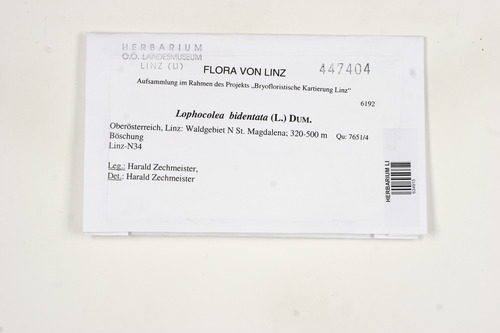 HERBARIUM
O.Ö. LANDESMUSEUM
LINZ (U)
FLORA VON LINZ
447404
Aufsammlung im Rahmen des Projekts „Bryofloristische Kartierung Linz“
6192
Lophocolea bidentata (L.) DUM.
Oberösterreich, Linz: Waldgebiet N St. Magdalena; 320-500 m Qu: 7651/4
Böschung
Linz-N34
Leg.: Harald Zechmeister,
Det.: Harald Zechmeister
HERBARIUM LI